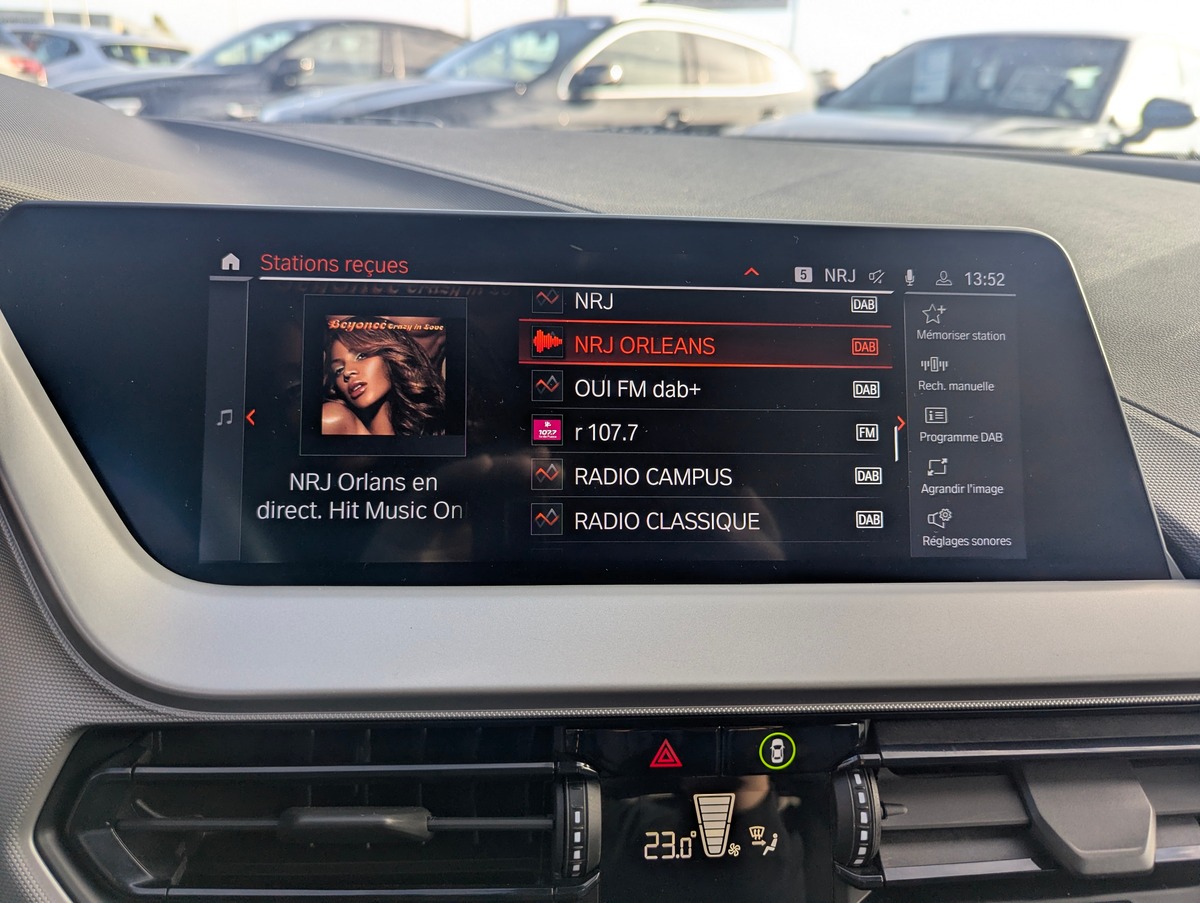 Stations reçues
5 NRJ 13:52
Beyoncé Crazy in Love
NRJ Orlans en
direct. Hit Music On
NRJ DAB
NRJ ORLEANS DAB
OUI FM dab+ DAB
107.7 r 107.7 FM
RADIO CAMPUS DAB
RADIO CLASSIQUE DAB
Mémoriser station
Rech. manuelle
Programme DAB
Agrandir l'image
Réglages sonores
23.0°